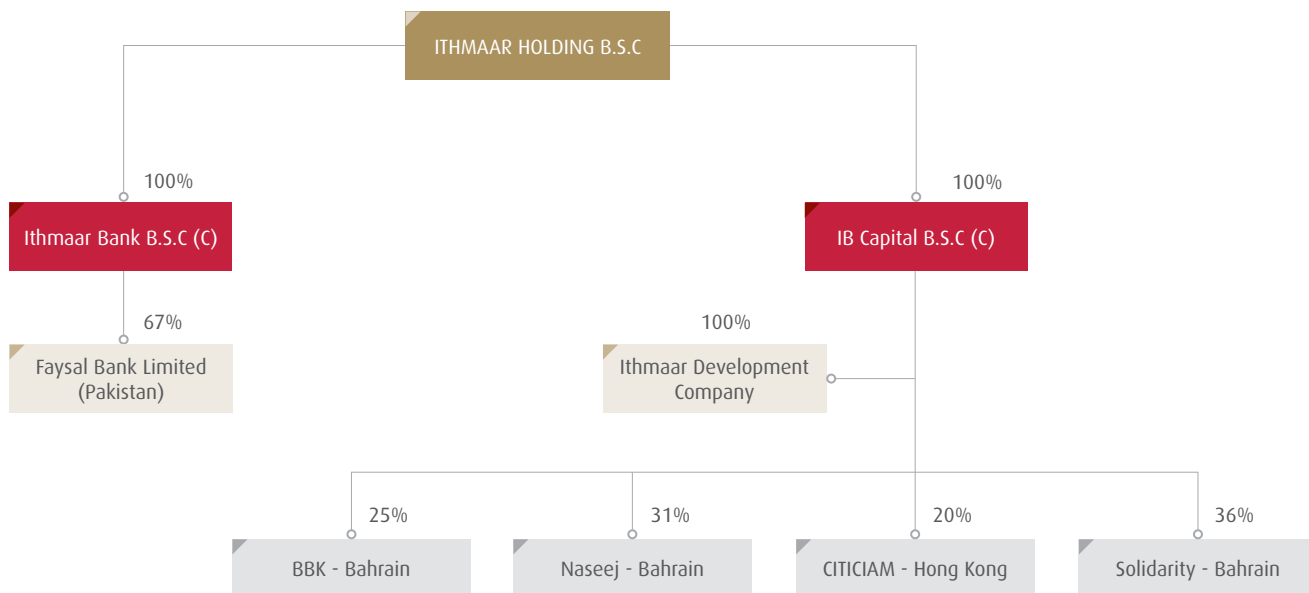 ITHMAAR HOLDING B.S.C
100%
100%
Ithmaar Bank B.S.C (C)
IB Capital B.S.C (C)
67%
100%
Faysal Bank Limited
(Pakistan)
Ithmaar Development
Company
25%
31%
20%
36%
BBK - Bahrain
Naseej - Bahrain
CITICIAM - Hong Kong
Solidarity - Bahrain